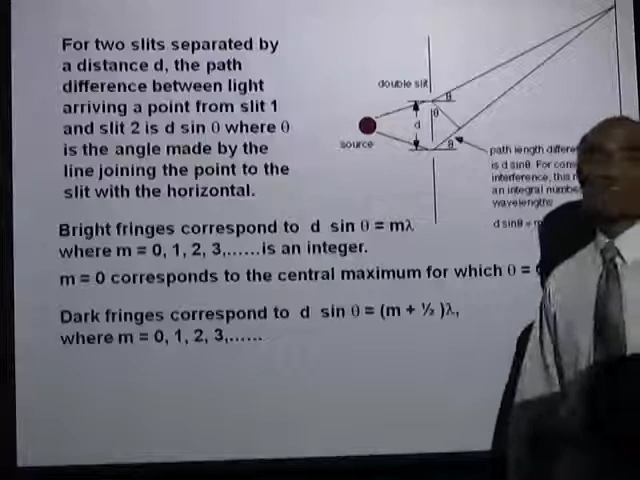 For two slits separated by
a distance d, the path
difference between light
arriving a point from slit 1
and slit 2 is d sin θ where θ
is the angle made by the
line joining the point to the
slit with the horizontal.
double slit
θ
θ
d
θ
source
path length differe
is d sinθ. For con
interference, this
an integral numbe
wavelengths
d sinθ =
Bright fringes correspond to d sin θ = mλ
where m = 0, 1, 2, 3,......is an integer.
m = 0 corresponds to the central maximum for which θ =
Dark fringes correspond to d sin θ = (m + ½ )λ,
where m = 0, 1, 2, 3,......